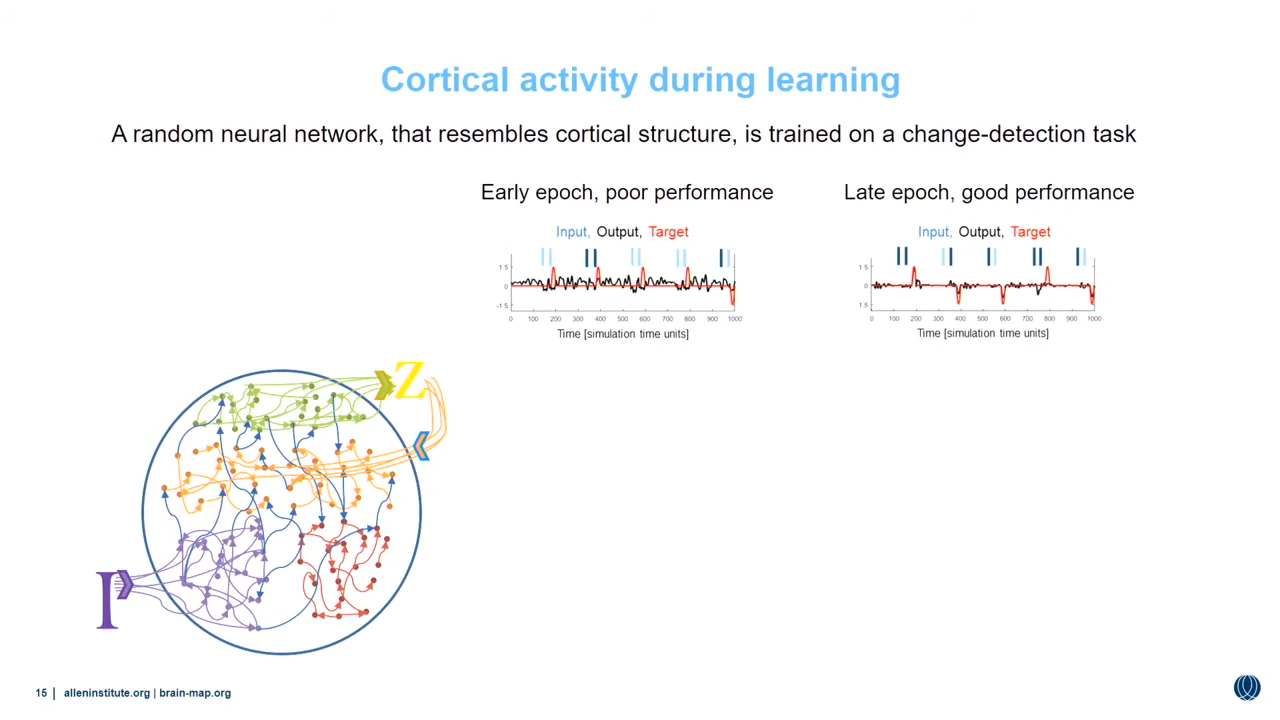 Cortical activity during learning
A random neural network, that resembles cortical structure, is trained on a change-detection task
Early epoch, poor performance
Input, Output, Target
1.5
0
-1.5
0 100 200 300 400 500 600 700 800 900 1000
Time [simulation time units]
Late epoch, good performance
Input, Output, Target
1.5
0
1.5
0 100 200 300 400 500 600 700 800 900 1000
Time [simulation time units]
Z
I
15 | alleninstitute.org | brain-map.org